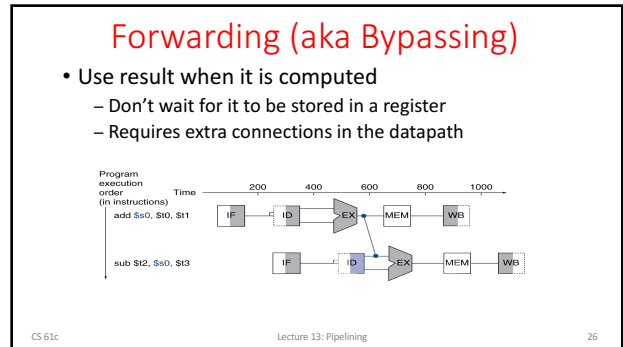 Forwarding (aka Bypassing)
• Use result when it is computed
– Don't wait for it to be stored in a register
– Requires extra connections in the datapath
Program
execution
order
(in instructions)
Time
200 400 600 800 1000
add $s0, $t0, $t1
IF ID EX MEM WB
sub $t2, $s0, $t3
IF ID EX MEM WB
CS 61c Lecture 13: Pipelining 26